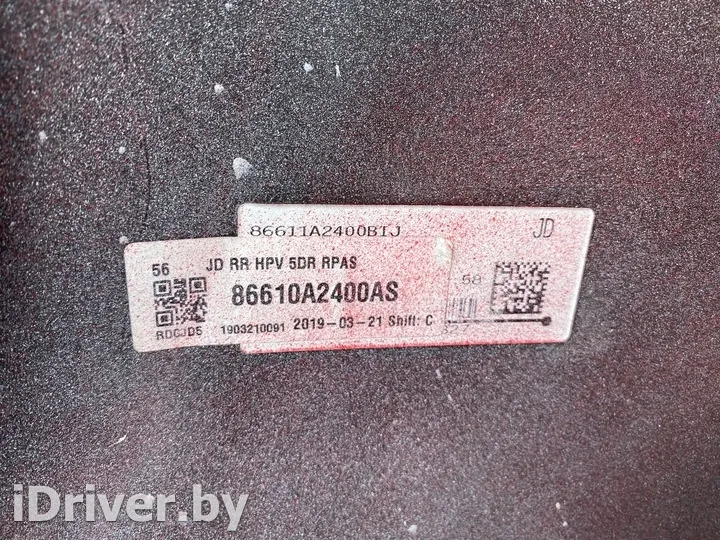 86611A2400BIJ JD
56 JD RR HPV 5DR RPAS
86610A2400AS 58
RDCJD5 1903210091 2019-03-21 Shift: C
iDriver.by